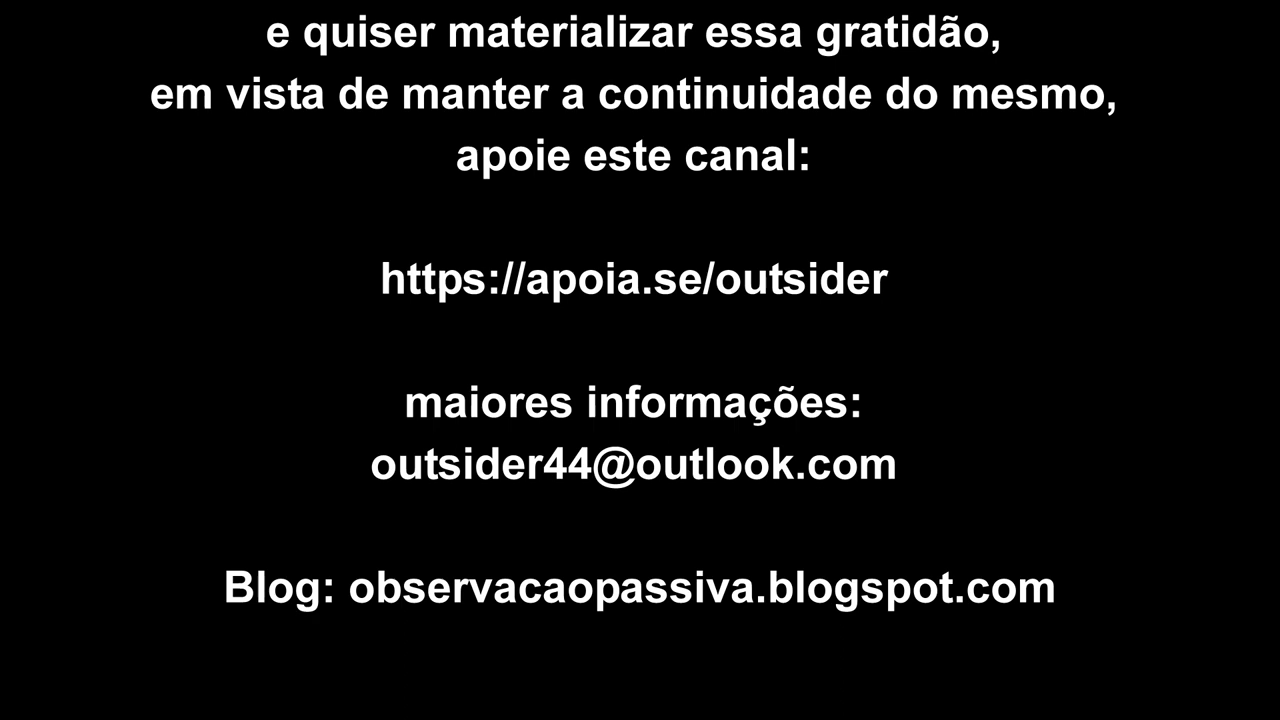 e quiser materializar essa gratidão,
em vista de manter a continuidade do mesmo,
apoie este canal:
https://apoia.se/outsider
maiores informações:
outsider44@outlook.com
Blog: observacaopassiva.blogspot.com